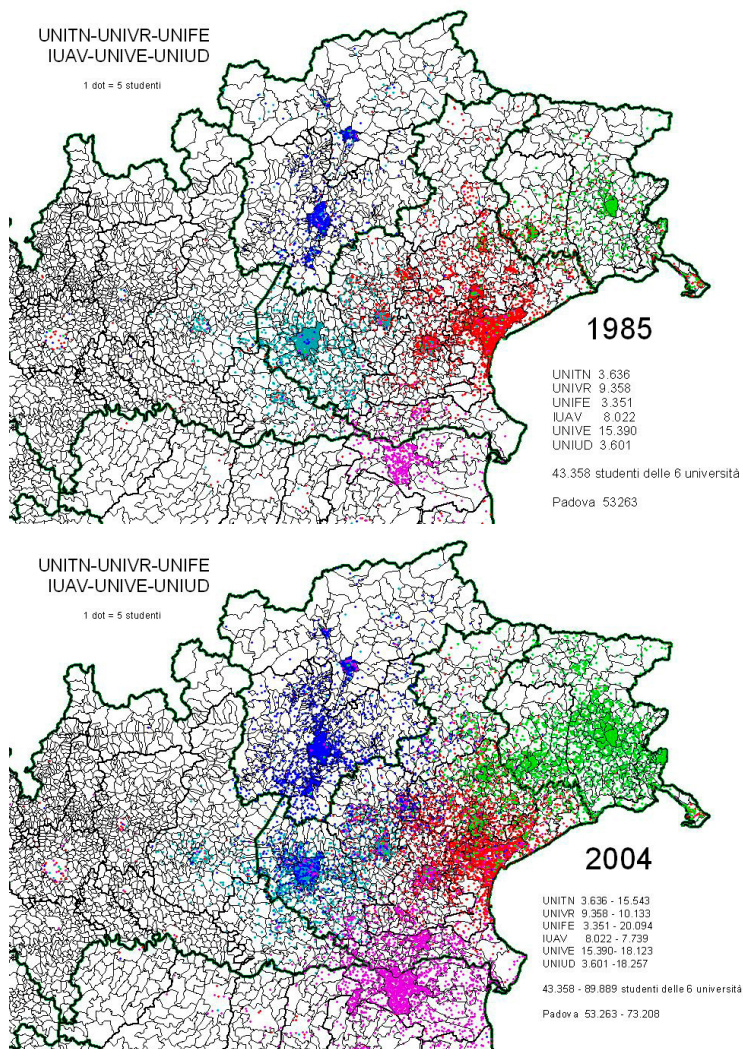 UNITN-UNIVR-UNIFE
IUAV-UNIVE-UNIUD
1 dot = 5 studenti
1985
UNITN 3.636
UNIVR 9.358
UNIFE 3.351
IUAV 8.022
UNIVE 15.390
UNIUD 3.601
43.358 studenti delle 6 università
Padova 53263
UNITN-UNIVR-UNIFE
IUAV-UNIVE-UNIUD
1 dot = 5 studenti
2004
UNITN 3.636 - 15.543
UNIVR 9.358 - 10.133
UNIFE 3.351 - 20.094
IUAV 8.022 - 7.739
UNIVE 15.390- 18.123
UNIUD 3.601 -18.257
43.358 - 89.889 studenti delle 6 università
Padova 53.263 - 73.208